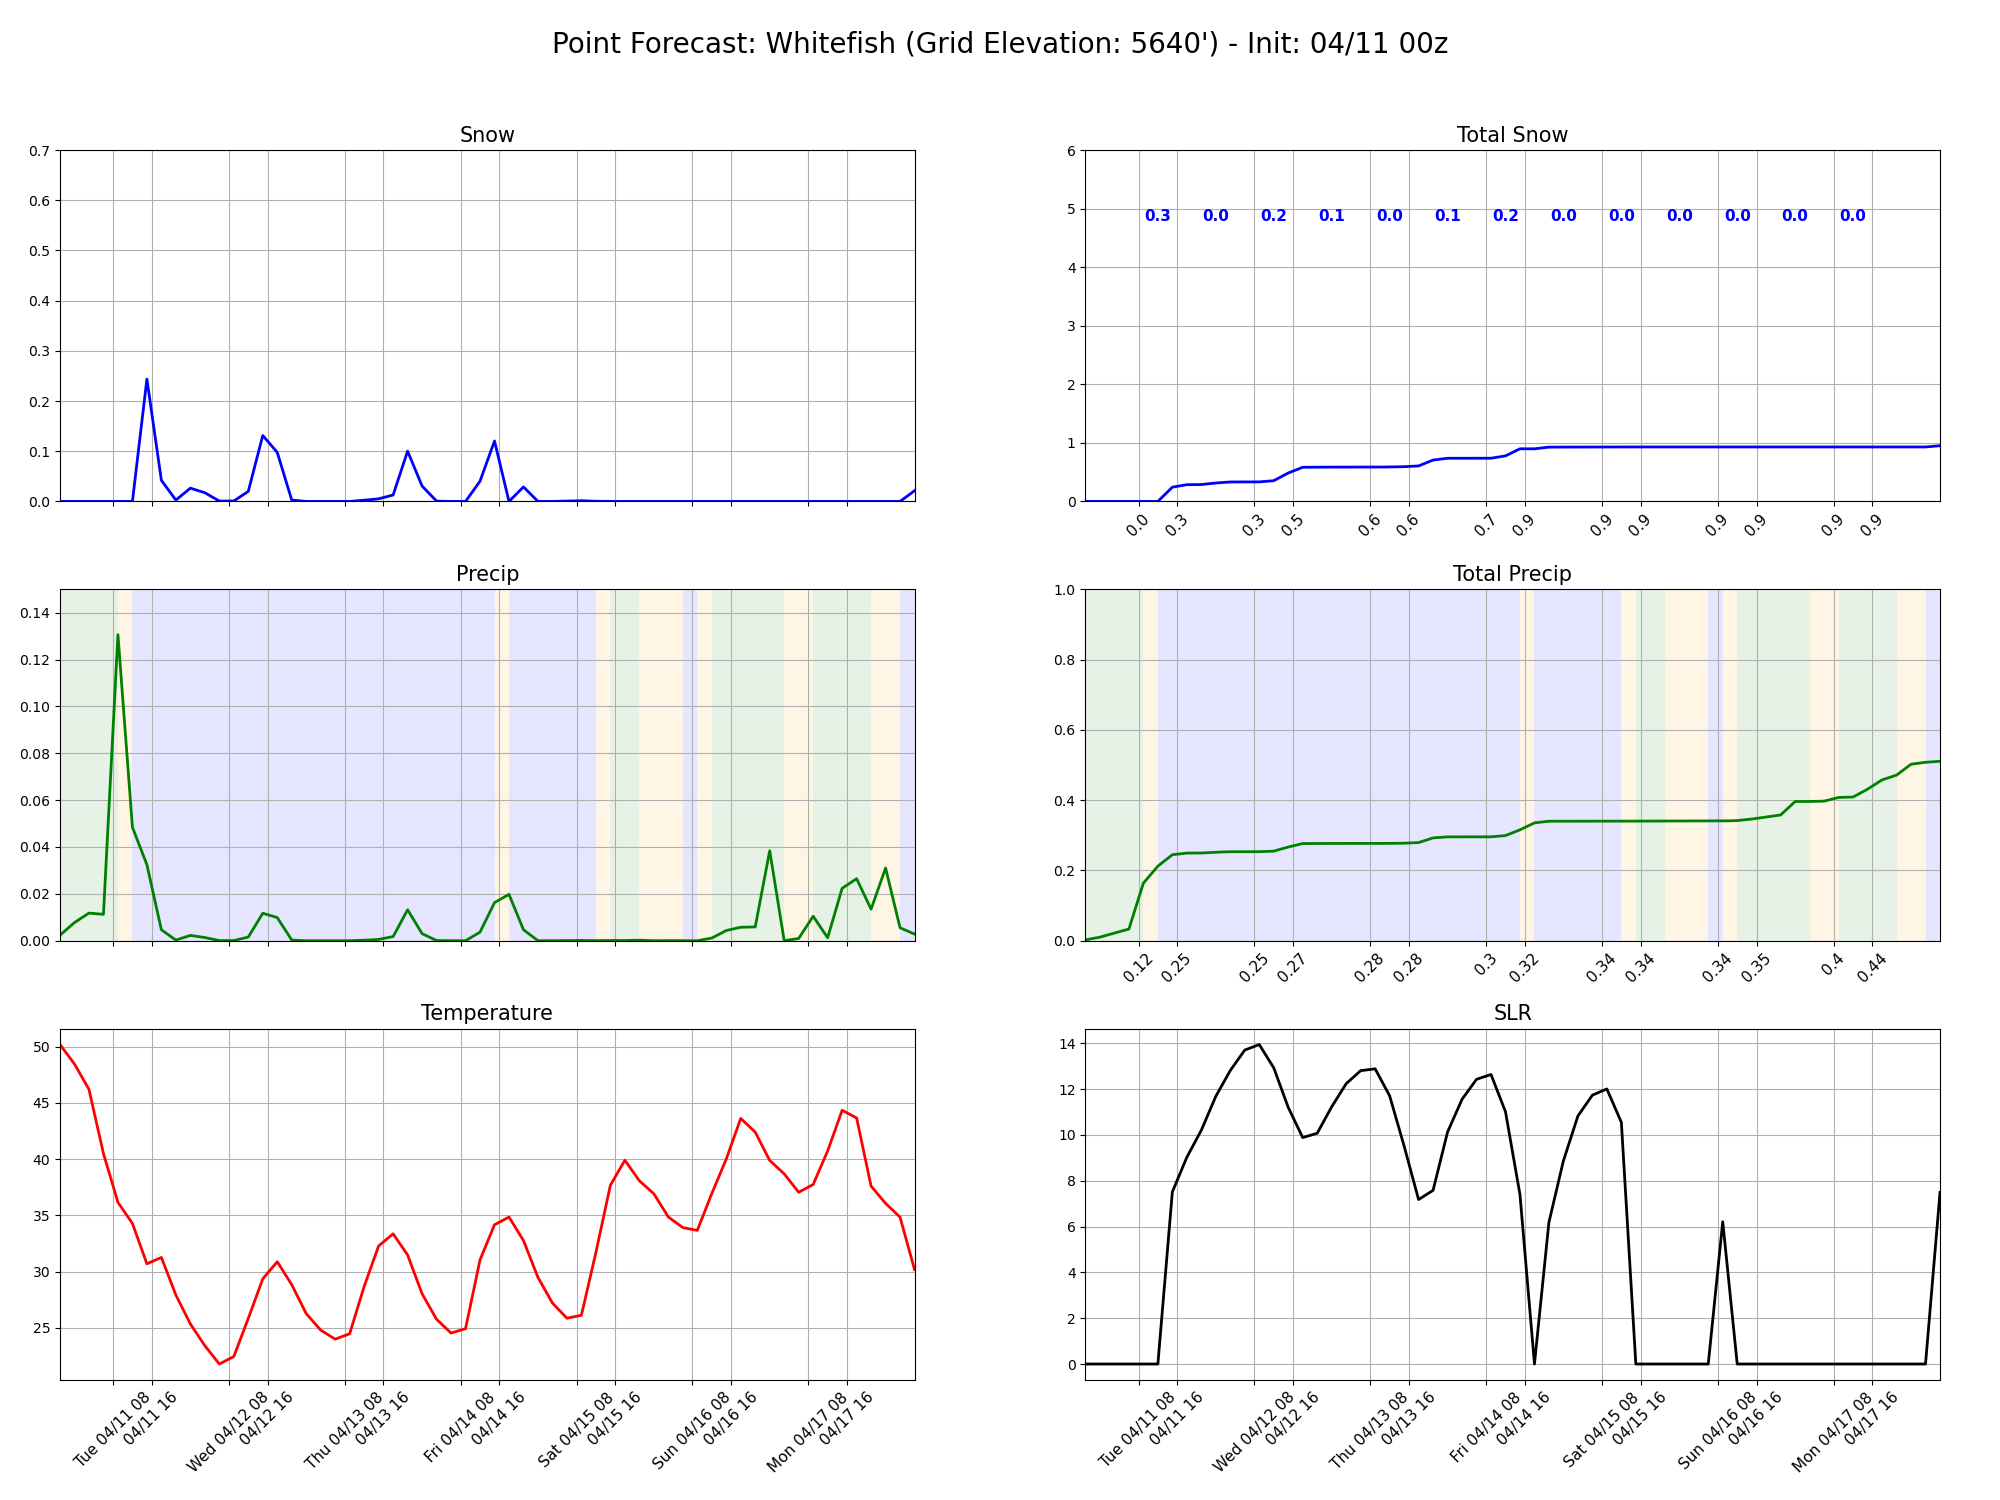 Point Forecast: Whitefish (Grid Elevation: 5640') - Init: 04/11 00z
Snow
0.7
0.6
0.5
0.4
0.3
0.2
0.1
0.0
Total Snow
6
5
4
3
2
1
0
0.3 0.0 0.2 0.1 0.0 0.1 0.2 0.0 0.0 0.0 0.0 0.0 0.0
0.0 0.3 0.3 0.5 0.6 0.6 0.7 0.9 0.9 0.9 0.9 0.9 0.9 0.9
Precip
0.14
0.12
0.10
0.08
0.06
0.04
0.02
0.00
Total Precip
1.0
0.8
0.6
0.4
0.2
0.0
0.12 0.25 0.25 0.27 0.28 0.28 0.3 0.32 0.34 0.34 0.34 0.35 0.4 0.44
Temperature
50
45
40
35
30
25
Tue 04/11 08
04/11 16
Wed 04/12 08
04/12 16
Thu 04/13 08
04/13 16
Fri 04/14 08
04/14 16
Sat 04/15 08
04/15 16
Sun 04/16 08
04/16 16
Mon 04/17 08
04/17 16
SLR
14
12
10
8
6
4
2
0
Tue 04/11 08
04/11 16
Wed 04/12 08
04/12 16
Thu 04/13 08
04/13 16
Fri 04/14 08
04/14 16
Sat 04/15 08
04/15 16
Sun 04/16 08
04/16 16
Mon 04/17 08
04/17 16